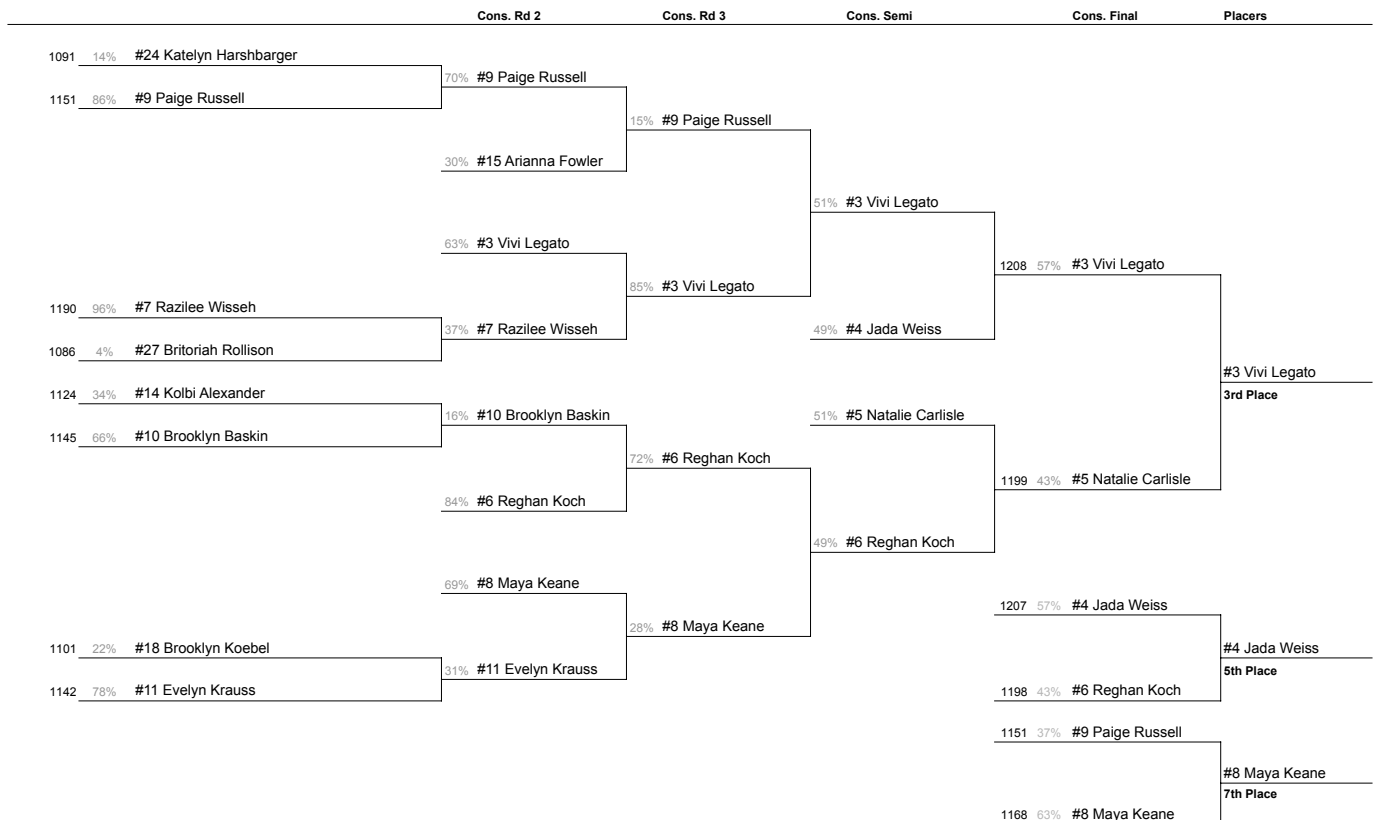 Cons. Rd 2 Cons. Rd 3 Cons. Semi Cons. Final Placers
1091 14% #24 Katelyn Harshbarger
70% #9 Paige Russell
1151 86% #9 Paige Russell
15% #9 Paige Russell
30% #15 Arianna Fowler
51% #3 Vivi Legato
63% #3 Vivi Legato
1208 57% #3 Vivi Legato
85% #3 Vivi Legato
1190 96% #7 Razilee Wisseh
37% #7 Razilee Wisseh
49% #4 Jada Weiss
1086 4% #27 Britoriah Rollison
#3 Vivi Legato
1124 34% #14 Kolbi Alexander
3rd Place
16% #10 Brooklyn Baskin
51% #5 Natalie Carlisle
1145 66% #10 Brooklyn Baskin
72% #6 Reghan Koch
1199 43% #5 Natalie Carlisle
84% #6 Reghan Koch
49% #6 Reghan Koch
69% #8 Maya Keane
1207 57% #4 Jada Weiss
28% #8 Maya Keane
1101 22% #18 Brooklyn Koebel
#4 Jada Weiss
31% #11 Evelyn Krauss
5th Place
1142 78% #11 Evelyn Krauss
1198 43% #6 Reghan Koch
1151 37% #9 Paige Russell
#8 Maya Keane
7th Place
1168 63% #8 Maya Keane